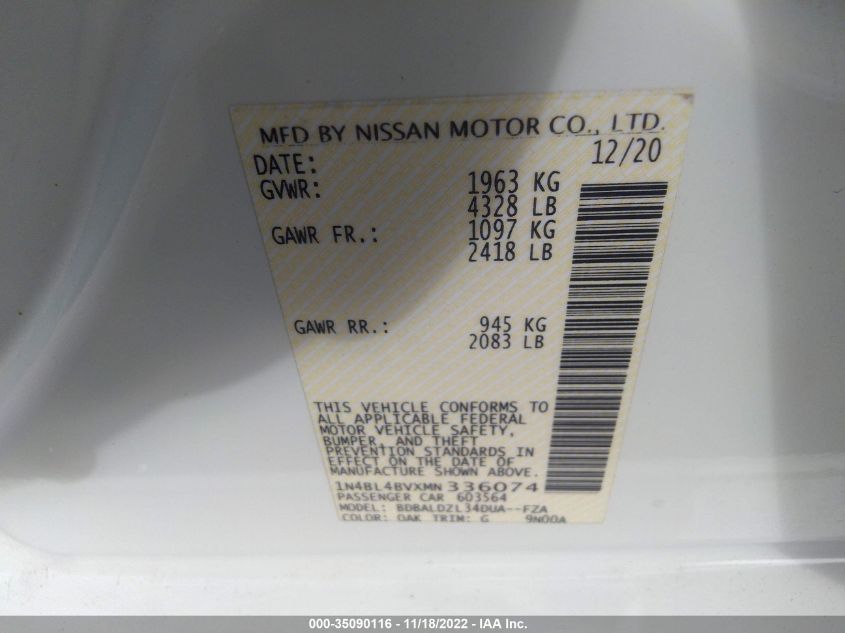 MFD BY NISSAN MOTOR CO., LTD.
DATE: 12/20
GVWR: 1963 KG
4328 LB
GAWR FR.: 1097 KG
2418 LB
GAWR RR.: 945 KG
2083 LB
THIS VEHICLE CONFORMS TO
ALL APPLICABLE FEDERAL
MOTOR VEHICLE SAFETY,
BUMPER, AND THEFT
PREVENTION STANDARDS IN
EFFECT ON THE DATE OF
MANUFACTURE SHOWN ABOVE.
1N4BL4BVXMN336074
PASSENGER CAR 603564
MODEL: BDBALDZL34DUA--FZA
COLOR: QAK TRIM: G 9N00A
000-35090116 - 11/18/2022 - IAA Inc.